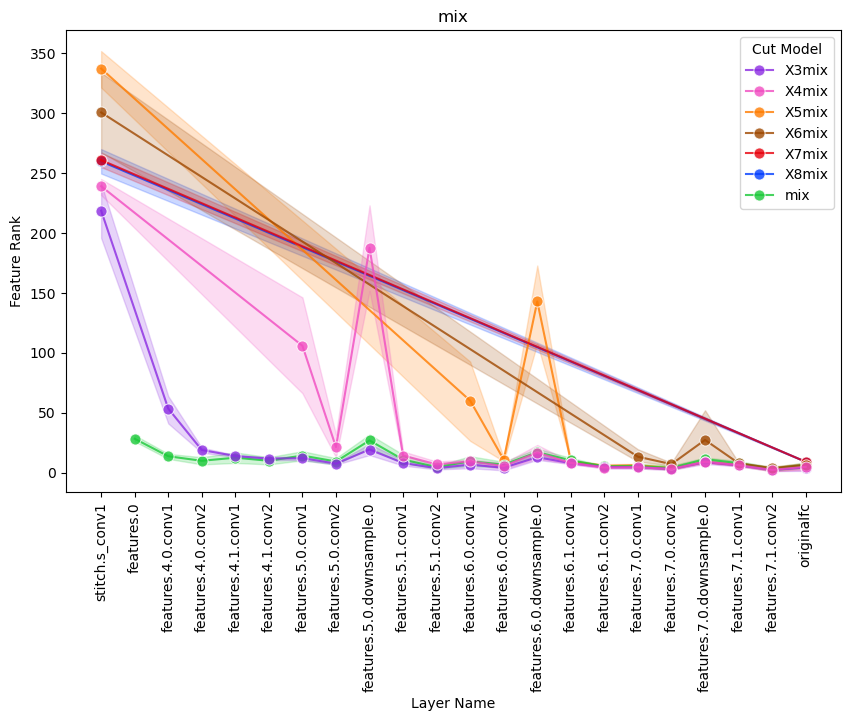 mix
350
300
250
200
150
100
50
0
Feature Rank
Cut Model
X3mix
X4mix
X5mix
X6mix
X7mix
X8mix
mix
stitch.s_conv1
features.0
features.4.0.conv1
features.4.0.conv2
features.4.1.conv1
features.4.1.conv2
features.5.0.conv1
features.5.0.conv2
features.5.0.downsample.0
features.5.1.conv1
features.5.1.conv2
features.6.0.conv1
features.6.0.conv2
features.6.0.downsample.0
features.6.1.conv1
features.6.1.conv2
features.7.0.conv1
features.7.0.conv2
features.7.0.downsample.0
features.7.1.conv1
features.7.1.conv2
originalfc
Layer Name